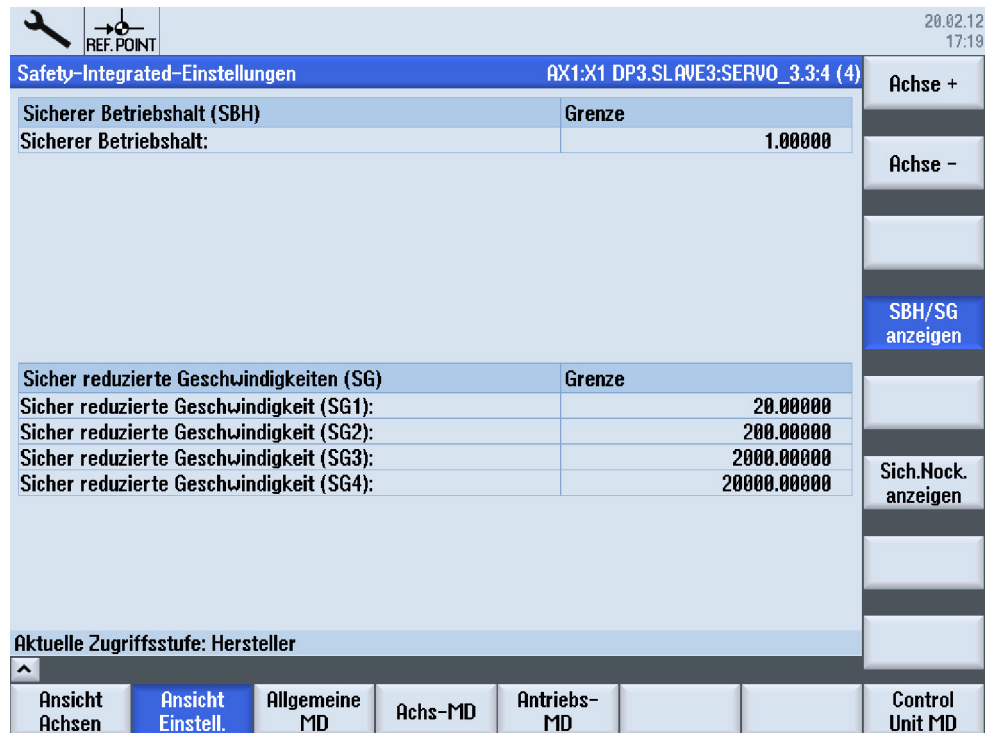 20.02.12
17:19
REF. POINT
Safety-Integrated-Einstellungen AX1:X1 DP3.SLAVE3:SERVO_3.3:4 (4)
Sicherer Betriebshalt (SBH) Grenze
Sicherer Betriebshalt: 1.00000
Sicher reduzierte Geschwindigkeiten (SG) Grenze
Sicher reduzierte Geschwindigkeit (SG1): 20.00000
Sicher reduzierte Geschwindigkeit (SG2): 200.00000
Sicher reduzierte Geschwindigkeit (SG3): 2000.00000
Sicher reduzierte Geschwindigkeit (SG4): 20000.00000
Aktuelle Zugriffsstufe: Hersteller
Achse +
Achse -
SBH/SG
anzeigen
Sich.Nock.
anzeigen
Ansicht
Achsen
Ansicht
Einstell.
Allgemeine
MD
Achs-MD
Antriebs-
MD
Control
Unit MD